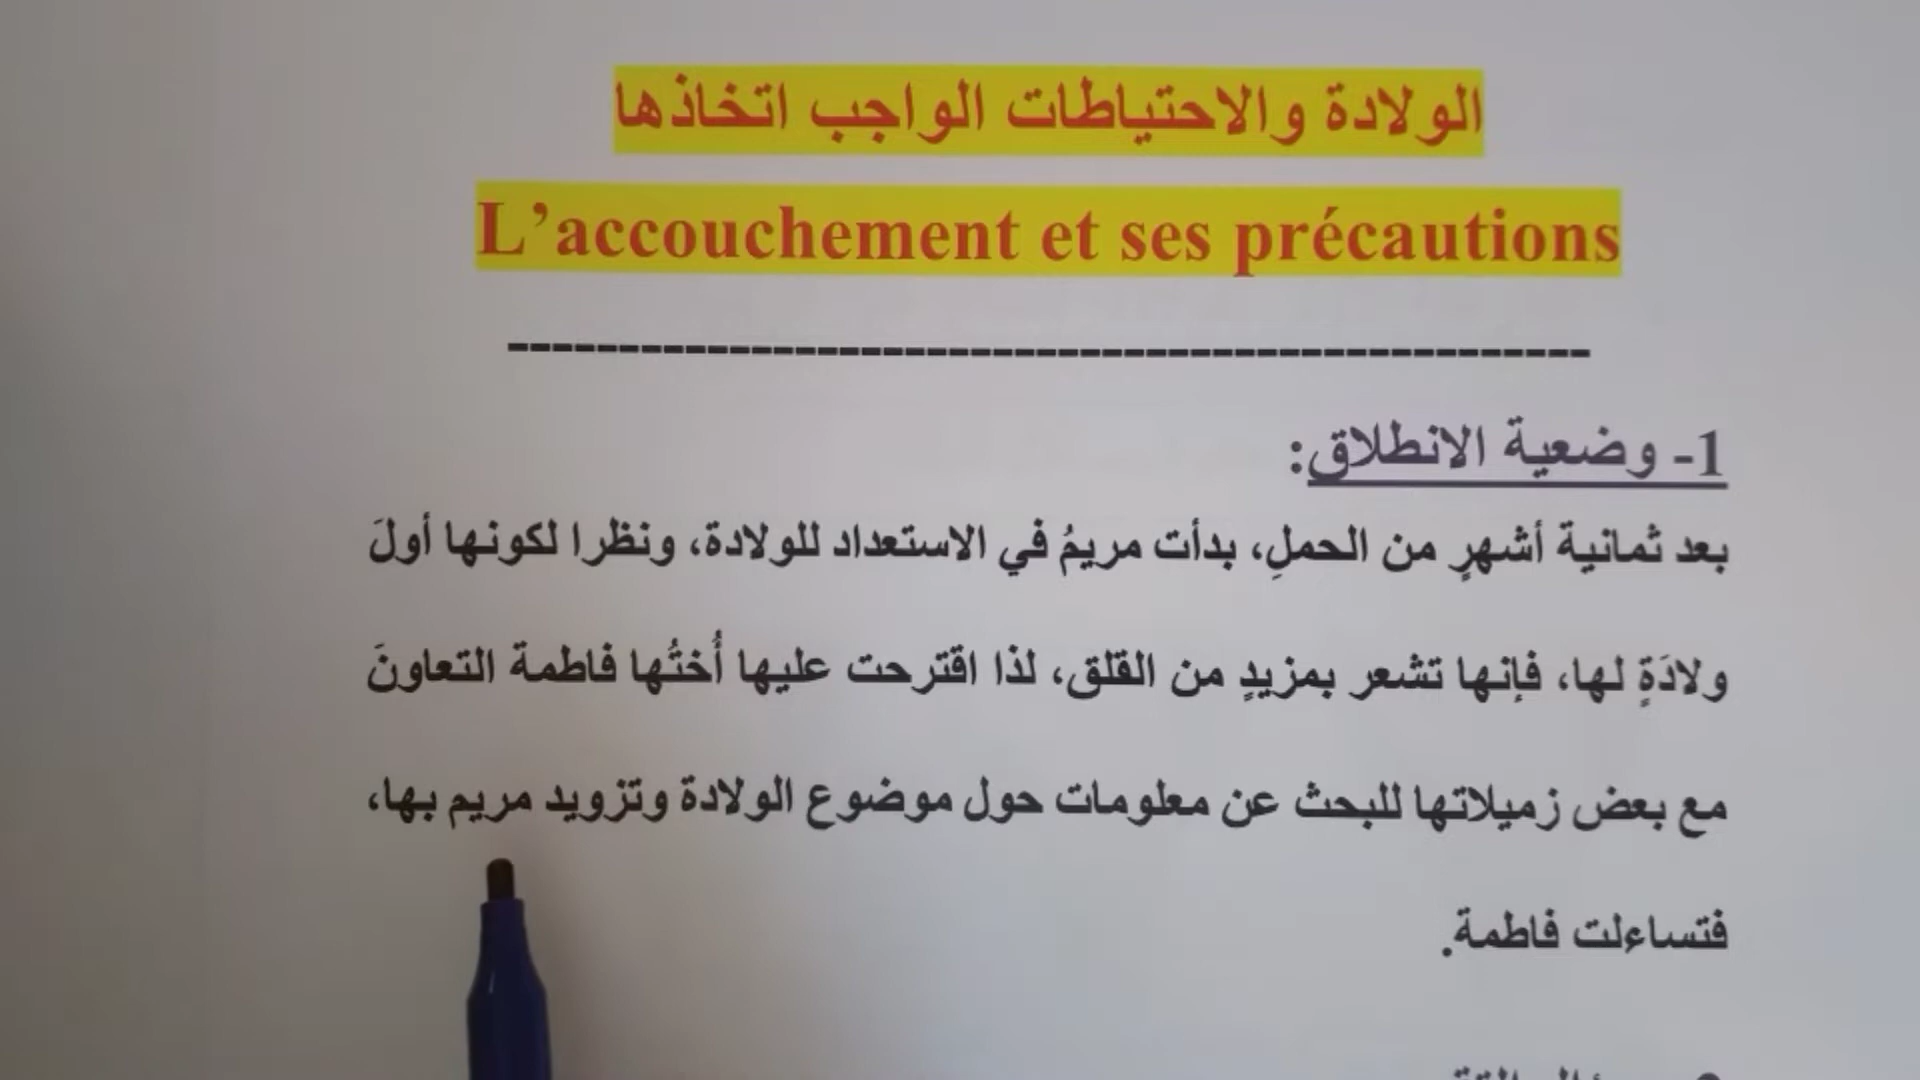 الولادة والاحتياطات الواجب اتخاذها
L’accouchement et ses précautions
1- وضعية الانطلاق:
بعد ثمانية أشهرٍ من الحملِ، بدأت مريمُ في الاستعداد للولادة، ونظرا لكونها أولَ
ولادَةٍ لها، فإنها تشعر بمزيدٍ من القلق، لذا اقترحت عليها أُختُها فاطمة التعاونَ
مع بعض زميلاتها للبحث عن معلومات حول موضوع الولادة وتزويد مريم بها،
فتساءلت فاطمة.